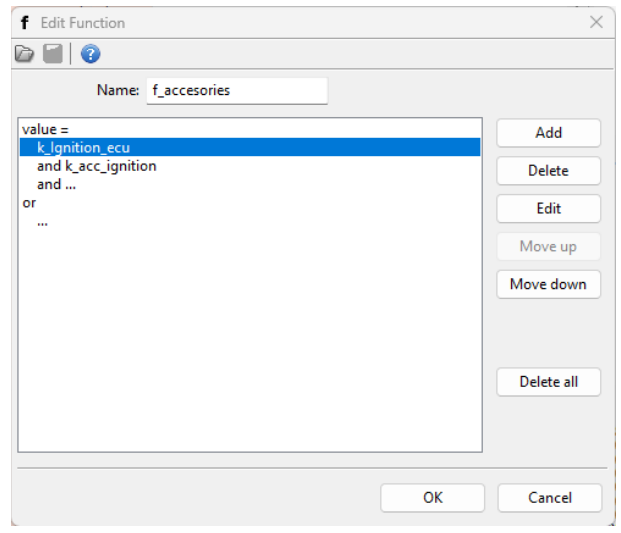 f Edit Function
Name: f_accesories
value =
k_Ignition_ecu
and k_acc_ignition
and ...
or
...
Add
Delete
Edit
Move up
Move down
Delete all
OK
Cancel